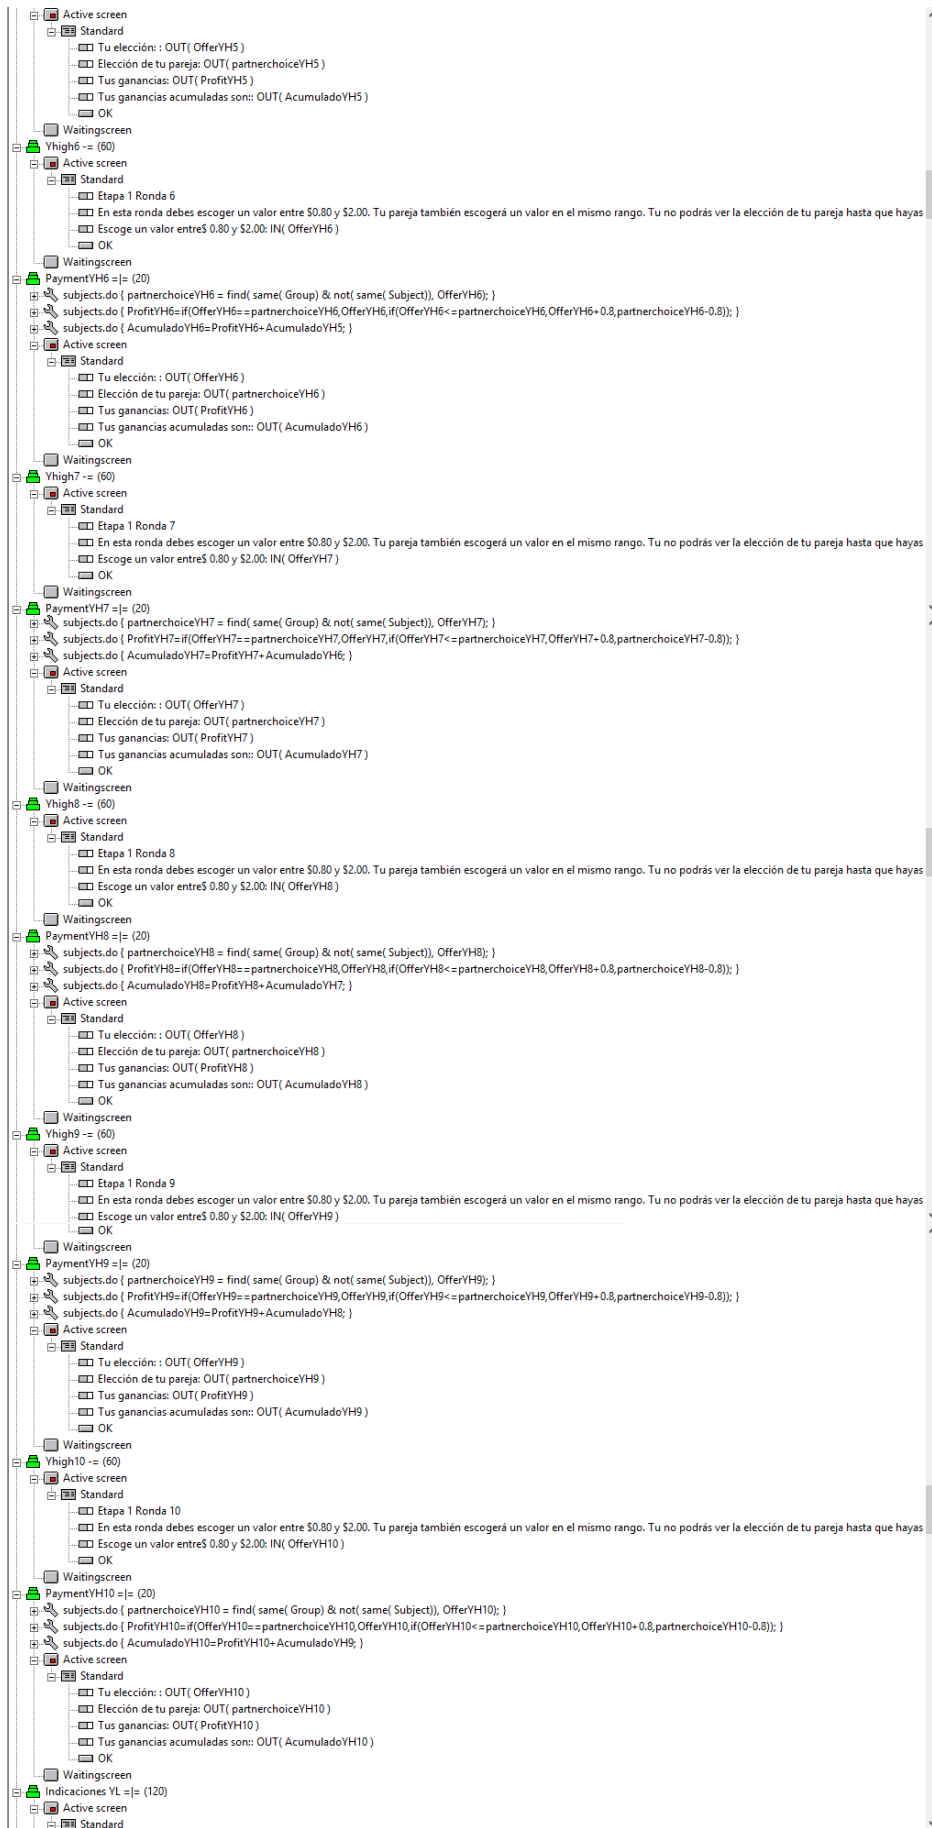 Active screen
Standard
Tu elección: : OUT( OfferYH5 )
Elección de tu pareja: OUT( partnerchoiceYH5 )
Tus ganancias: OUT( ProfitYH5 )
Tus ganancias acumuladas son:: OUT( AcumuladoYH5 )
OK
Waitingscreen
Yhigh6 -= (60)
Active screen
Standard
Etapa 1 Ronda 6
En esta ronda debes escoger un valor entre $0.80 y $2.00. Tu pareja también escogerá un valor en el mismo rango. Tu no podrás ver la elección de tu pareja hasta que hayas
Escoge un valor entre$ 0.80 y $2.00: IN( OfferYH6 )
OK
Waitingscreen
PaymentYH6 =|= (20)
subjects.do { partnerchoiceYH6 = find( same( Group) & not( same( Subject)), OfferYH6); }
subjects.do { ProfitYH6=if(OfferYH6==partnerchoiceYH6,OfferYH6,if(OfferYH6<=partnerchoiceYH6,OfferYH6+0.8,partnerchoiceYH6-0.8)); }
subjects.do { AcumuladoYH6=ProfitYH6+AcumuladoYH5; }
Active screen
Standard
Tu elección: : OUT( OfferYH6 )
Elección de tu pareja: OUT( partnerchoiceYH6 )
Tus ganancias: OUT( ProfitYH6 )
Tus ganancias acumuladas son:: OUT( AcumuladoYH6 )
OK
Waitingscreen
Yhigh7 -= (60)
Active screen
Standard
Etapa 1 Ronda 7
En esta ronda debes escoger un valor entre $0.80 y $2.00. Tu pareja también escogerá un valor en el mismo rango. Tu no podrás ver la elección de tu pareja hasta que hayas
Escoge un valor entre$ 0.80 y $2.00: IN( OfferYH7 )
OK
Waitingscreen
PaymentYH7 =|= (20)
subjects.do { partnerchoiceYH7 = find( same( Group) & not( same( Subject)), OfferYH7); }
subjects.do { ProfitYH7=if(OfferYH7==partnerchoiceYH7,OfferYH7,if(OfferYH7<=partnerchoiceYH7,OfferYH7+0.8,partnerchoiceYH7-0.8)); }
subjects.do { AcumuladoYH7=ProfitYH7+AcumuladoYH6; }
Active screen
Standard
Tu elección: : OUT( OfferYH7 )
Elección de tu pareja: OUT( partnerchoiceYH7 )
Tus ganancias: OUT( ProfitYH7 )
Tus ganancias acumuladas son:: OUT( AcumuladoYH7 )
OK
Waitingscreen
Yhigh8 -= (60)
Active screen
Standard
Etapa 1 Ronda 8
En esta ronda debes escoger un valor entre $0.80 y $2.00. Tu pareja también escogerá un valor en el mismo rango. Tu no podrás ver la elección de tu pareja hasta que hayas
Escoge un valor entre$ 0.80 y $2.00: IN( OfferYH8 )
OK
Waitingscreen
PaymentYH8 =|= (20)
subjects.do { partnerchoiceYH8 = find( same( Group) & not( same( Subject)), OfferYH8); }
subjects.do { ProfitYH8=if(OfferYH8==partnerchoiceYH8,OfferYH8,if(OfferYH8<=partnerchoiceYH8,OfferYH8+0.8,partnerchoiceYH8-0.8)); }
subjects.do { AcumuladoYH8=ProfitYH8+AcumuladoYH7; }
Active screen
Standard
Tu elección: : OUT( OfferYH8 )
Elección de tu pareja: OUT( partnerchoiceYH8 )
Tus ganancias: OUT( ProfitYH8 )
Tus ganancias acumuladas son:: OUT( AcumuladoYH8 )
OK
Waitingscreen
Yhigh9 -= (60)
Active screen
Standard
Etapa 1 Ronda 9
En esta ronda debes escoger un valor entre $0.80 y $2.00. Tu pareja también escogerá un valor en el mismo rango. Tu no podrás ver la elección de tu pareja hasta que hayas
Escoge un valor entre$ 0.80 y $2.00: IN( OfferYH9 )
OK
Waitingscreen
PaymentYH9 =|= (20)
subjects.do { partnerchoiceYH9 = find( same( Group) & not( same( Subject)), OfferYH9); }
subjects.do { ProfitYH9=if(OfferYH9==partnerchoiceYH9,OfferYH9,if(OfferYH9<=partnerchoiceYH9,OfferYH9+0.8,partnerchoiceYH9-0.8)); }
subjects.do { AcumuladoYH9=ProfitYH9+AcumuladoYH8; }
Active screen
Standard
Tu elección: : OUT( OfferYH9 )
Elección de tu pareja: OUT( partnerchoiceYH9 )
Tus ganancias: OUT( ProfitYH9 )
Tus ganancias acumuladas son:: OUT( AcumuladoYH9 )
OK
Waitingscreen
Yhigh10 -= (60)
Active screen
Standard
Etapa 1 Ronda 10
En esta ronda debes escoger un valor entre $0.80 y $2.00. Tu pareja también escogerá un valor en el mismo rango. Tu no podrás ver la elección de tu pareja hasta que hayas
Escoge un valor entre$ 0.80 y $2.00: IN( OfferYH10 )
OK
Waitingscreen
PaymentYH10 =|= (20)
subjects.do { partnerchoiceYH10 = find( same( Group) & not( same( Subject)), OfferYH10); }
subjects.do { ProfitYH10=if(OfferYH10==partnerchoiceYH10,OfferYH10,if(OfferYH10<=partnerchoiceYH10,OfferYH10+0.8,partnerchoiceYH10-0.8)); }
subjects.do { AcumuladoYH10=ProfitYH10+AcumuladoYH9; }
Active screen
Standard
Tu elección: : OUT( OfferYH10 )
Elección de tu pareja: OUT( partnerchoiceYH10 )
Tus ganancias: OUT( ProfitYH10 )
Tus ganancias acumuladas son:: OUT( AcumuladoYH10 )
OK
Waitingscreen
Indicaciones YL =|= (120)
Active screen
Standard